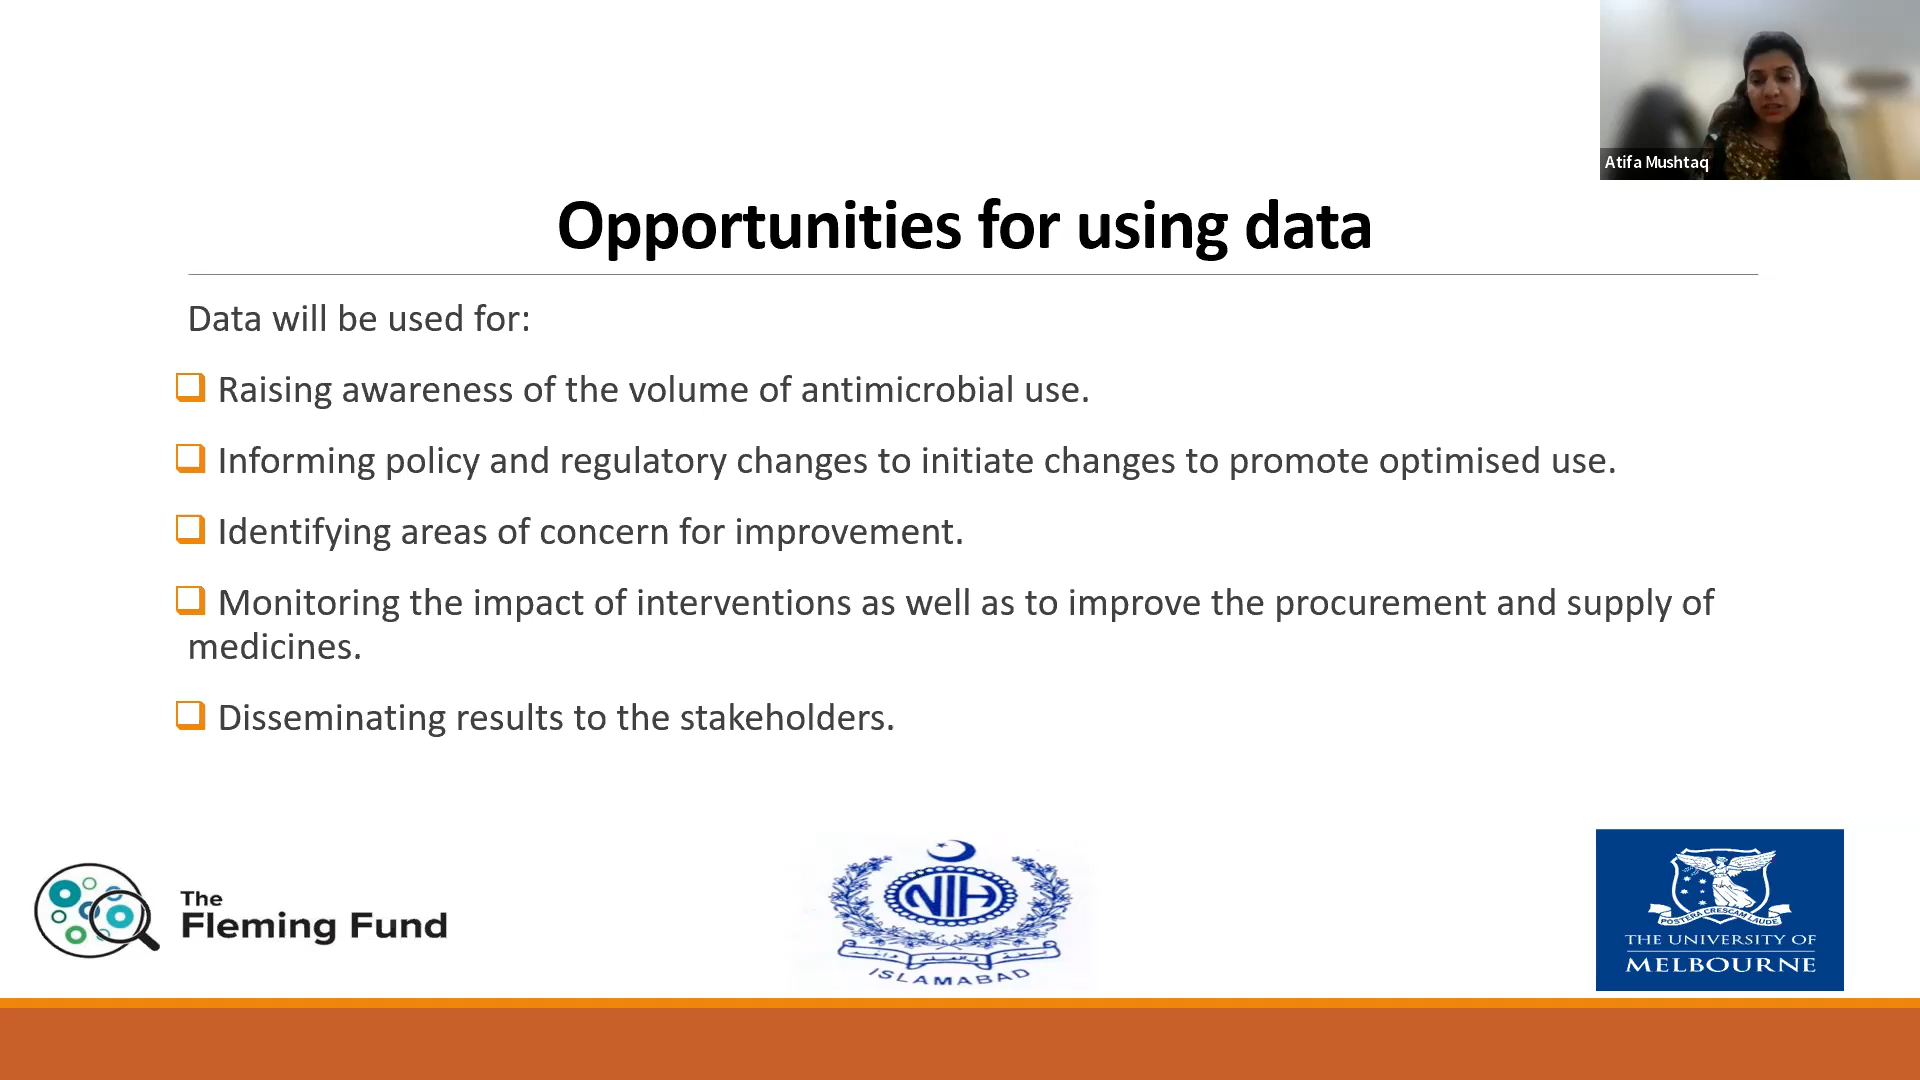 Atifa Mushtaq
Opportunities for using data
Data will be used for:
Raising awareness of the volume of antimicrobial use.
Informing policy and regulatory changes to initiate changes to promote optimised use.
Identifying areas of concern for improvement.
Monitoring the impact of interventions as well as to improve the procurement and supply of
medicines.
Disseminating results to the stakeholders.
The
Fleming Fund
NIH
ISLAMABAD
POSTERA CRESCAM LAUDE
THE UNIVERSITY OF
MELBOURNE